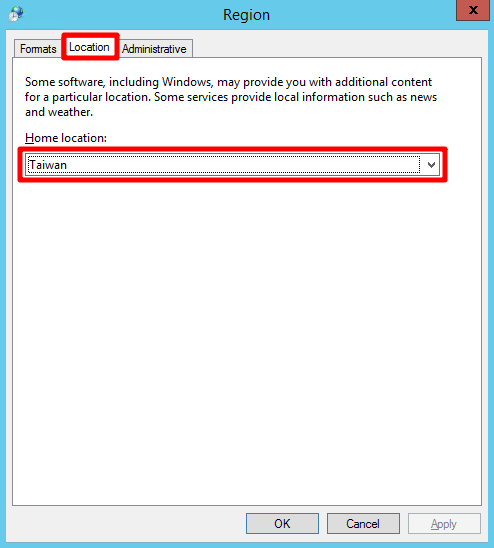 Region
x
Formats Location Administrative
Some software, including Windows, may provide you with additional content
for a particular location. Some services provide local information such as news
and weather.
Home location:
Taiwan
OK Cancel Apply